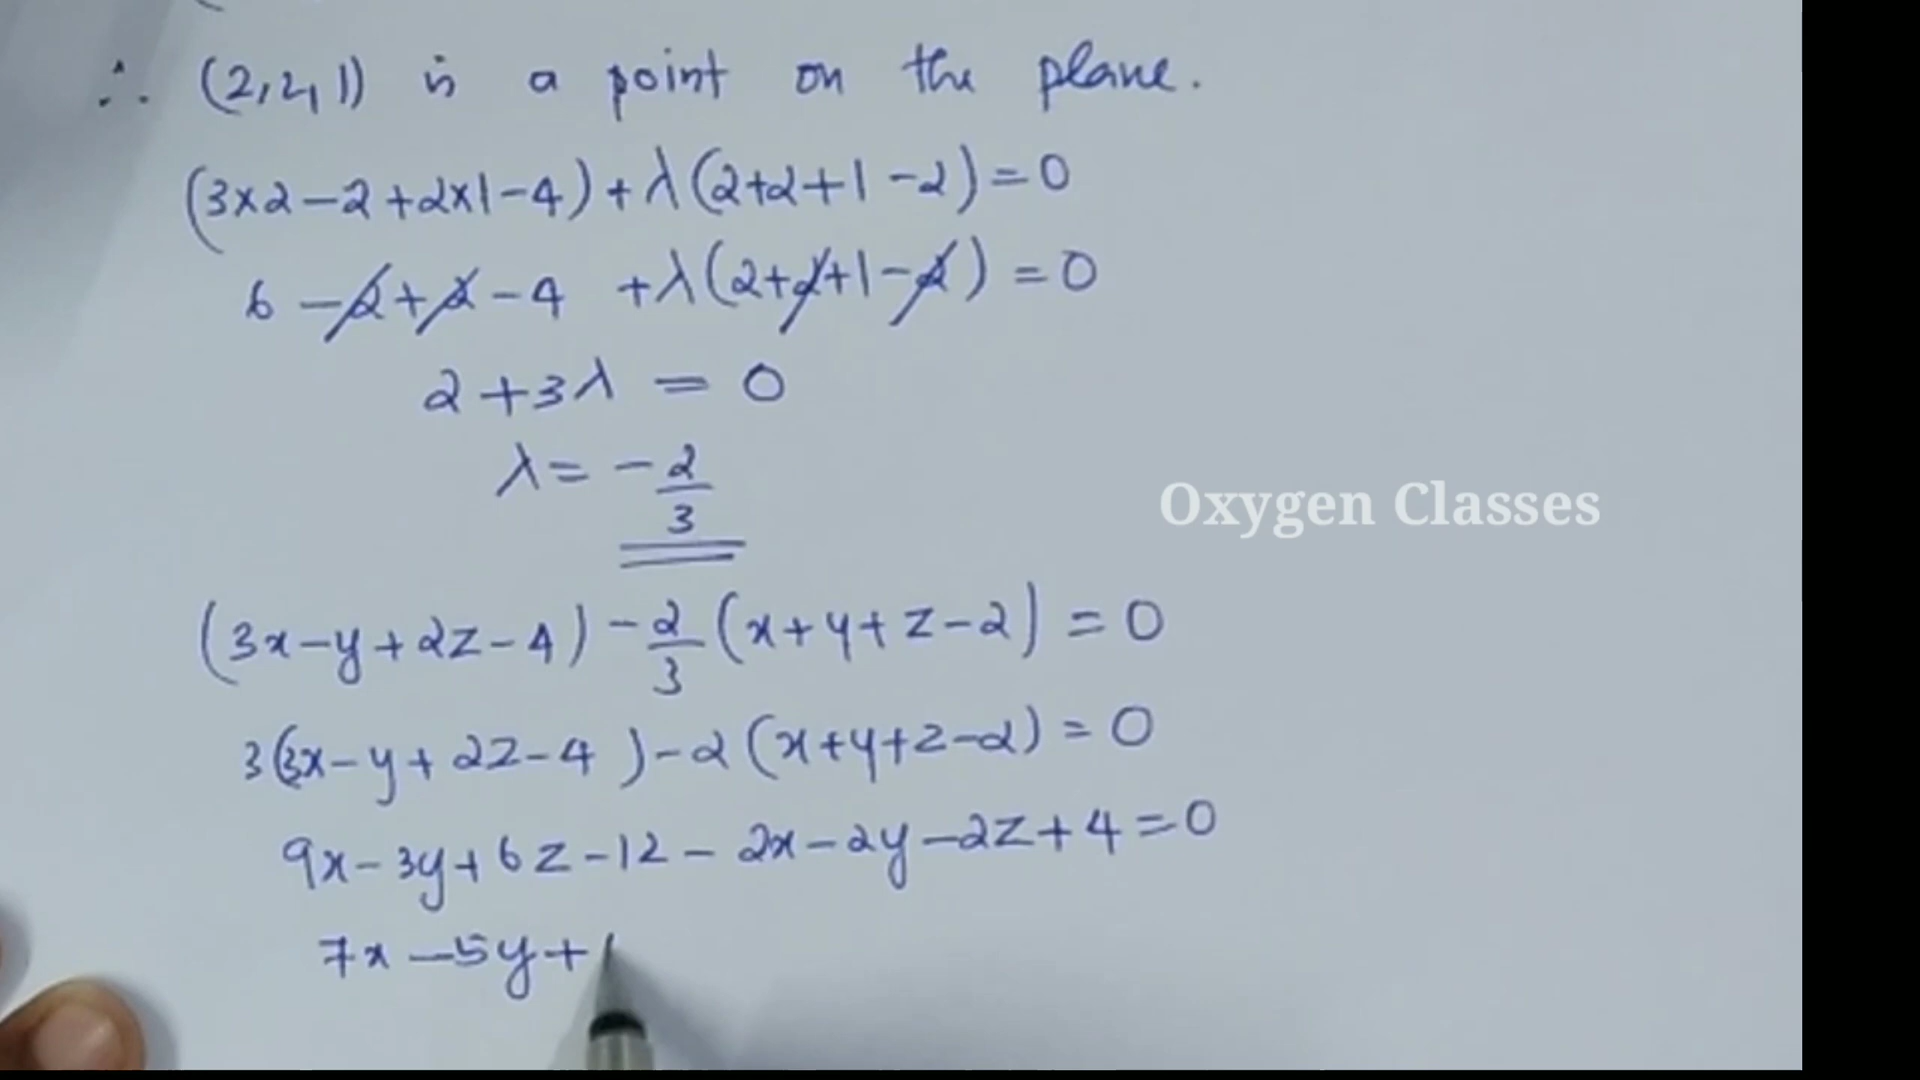 ∴ (2,2,1) is a point on the plane.
(3×2-2+2×1-4)+λ(2+2+1-2)=0
6-2+2-4 +λ(2+2+1-2)=0
2+3λ = 0
λ= -2/3
Oxygen Classes
(3x-y+2z-4)-2/3(x+y+z-2)=0
3(3x-y+2z-4)-2(x+y+z-2)=0
9x-3y+6z-12-2x-2y-2z+4=0
7x-5y+